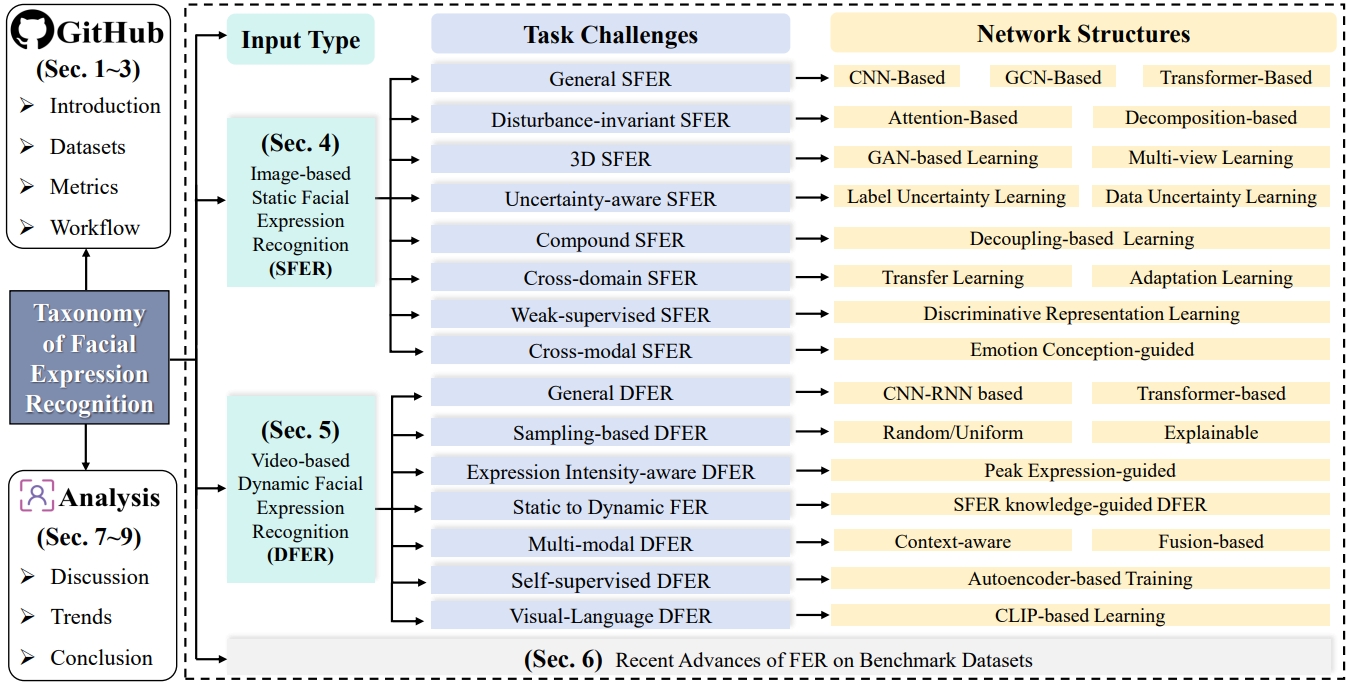 GitHub
(Sec. 1~3)
Introduction
Datasets
Metrics
Workflow
Taxonomy
of Facial
Expression
Recognition
Analysis
(Sec. 7~9)
Discussion
Trends
Conclusion
Input Type
Task Challenges
Network Structures
(Sec. 4)
Image-based
Static Facial
Expression
Recognition
(SFER)
General SFER
CNN-Based
GCN-Based
Transformer-Based
Disturbance-invariant SFER
Attention-Based
Decomposition-based
3D SFER
GAN-based Learning
Multi-view Learning
Uncertainty-aware SFER
Label Uncertainty Learning
Data Uncertainty Learning
Compound SFER
Decoupling-based Learning
Cross-domain SFER
Transfer Learning
Adaptation Learning
Weak-supervised SFER
Discriminative Representation Learning
Cross-modal SFER
Emotion Conception-guided
(Sec. 5)
Video-based
Dynamic Facial
Expression
Recognition
(DFER)
General DFER
CNN-RNN based
Transformer-based
Sampling-based DFER
Random/Uniform
Explainable
Expression Intensity-aware DFER
Peak Expression-guided
Static to Dynamic FER
SFER knowledge-guided DFER
Multi-modal DFER
Context-aware
Fusion-based
Self-supervised DFER
Autoencoder-based Training
Visual-Language DFER
CLIP-based Learning
(Sec. 6) Recent Advances of FER on Benchmark Datasets